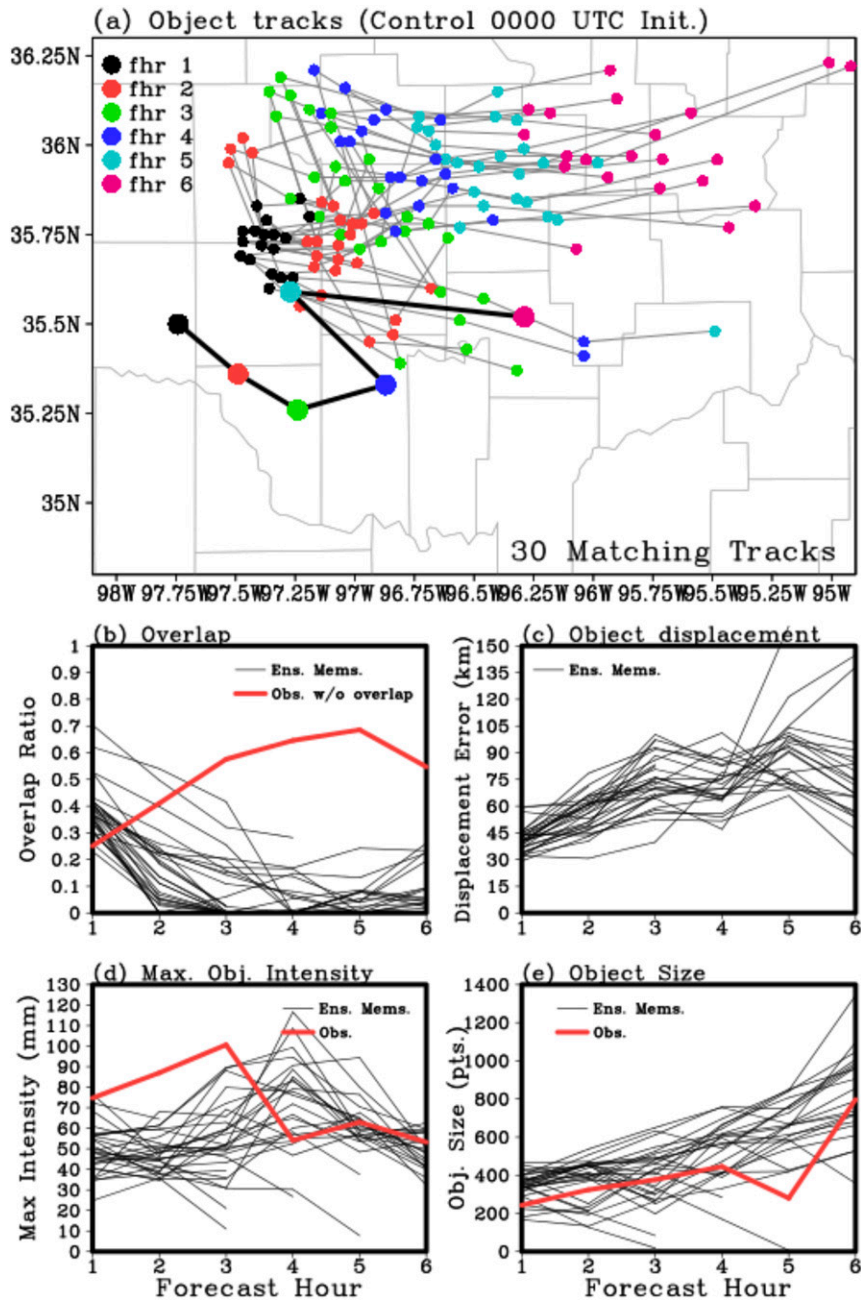 (a) Object tracks (Control 0000 UTC Init.)
36.25N
36N
35.75N
35.5N
35.25N
35N
fhr 1
fhr 2
fhr 3
fhr 4
fhr 5
fhr 6
30 Matching Tracks
98W 97.75W 97.5W 97.25W 97W 96.75W 96.5W 96.25W 96W 95.75W 95.5W 95.25W 95W
(b) Overlap
Overlap Ratio
1
0.9
0.8
0.7
0.6
0.5
0.4
0.3
0.2
0.1
0
Ens. Mems.
Obs. w/o overlap
1 2 3 4 5 6
(c) Object displacement
Displacement Error (km)
150
135
120
105
90
75
60
45
30
15
0
Ens. Mems.
1 2 3 4 5 6
(d) Max. Obj. Intensity
Max Intensity (mm)
130
120
110
100
90
80
70
60
50
40
30
20
10
0
Ens. Mems.
Obs.
1 2 3 4 5 6
Forecast Hour
(e) Object Size
Obj. Size (pts.)
1400
1200
1000
800
600
400
200
0
Ens. Mems.
Obs.
1 2 3 4 5 6
Forecast Hour